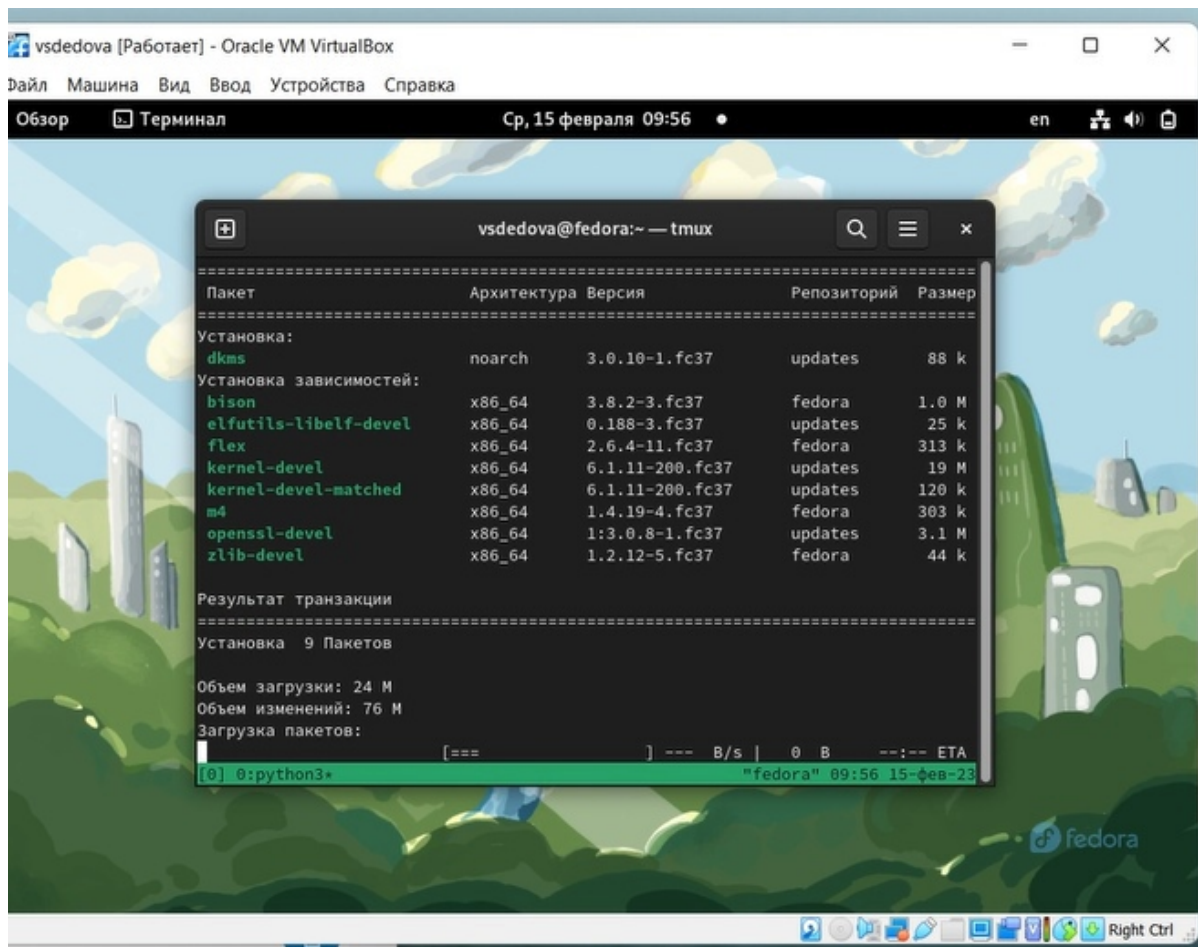 vsdedova [Работает] - Oracle VM VirtualBox
Файл Машина Вид Ввод Устройства Справка
Обзор Терминал Ср, 15 февраля 09:56 en
vsdedova@fedora:~ — tmux
================================================================================
Пакет Архитектура Версия Репозиторий Размер
================================================================================
Установка:
dkms noarch 3.0.10-1.fc37 updates 88 k
Установка зависимостей:
bison x86_64 3.8.2-3.fc37 fedora 1.0 M
elfutils-libelf-devel x86_64 0.188-3.fc37 updates 25 k
flex x86_64 2.6.4-11.fc37 fedora 313 k
kernel-devel x86_64 6.1.11-200.fc37 updates 19 M
kernel-devel-matched x86_64 6.1.11-200.fc37 updates 120 k
m4 x86_64 1.4.19-4.fc37 fedora 303 k
openssl-devel x86_64 1:3.0.8-1.fc37 updates 3.1 M
zlib-devel x86_64 1.2.12-5.fc37 fedora 44 k
Результат транзакции
================================================================================
Установка 9 Пакетов
Объем загрузки: 24 M
Объем изменений: 76 M
Загрузка пакетов:
[=== ] --- B/s | 0 B --:-- ETA
[0] 0:python3* "fedora" 09:56 15-фев-23
fedora
Right Ctrl